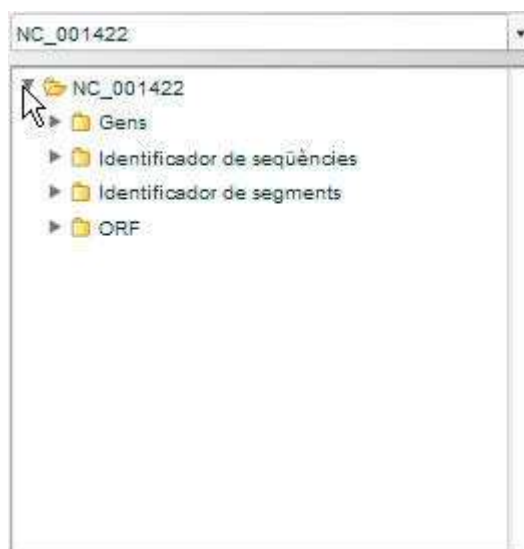 NC_001422
NC_001422
Gens
Identificador de seqüències
Identificador de segments
ORF